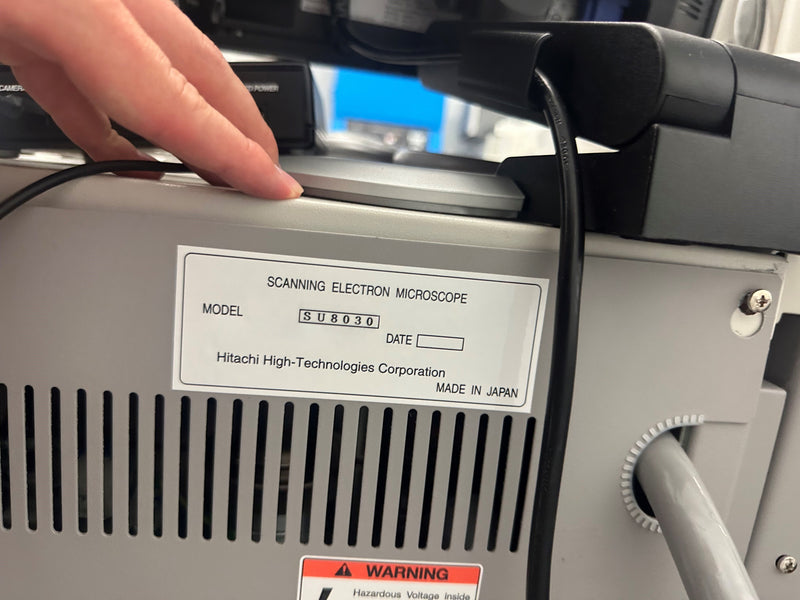 CAMERA
POWER
SCANNING ELECTRON MICROSCOPE
MODEL SU8030
DATE
Hitachi High-Technologies Corporation
MADE IN JAPAN
WARNING
Hazardous Voltage inside